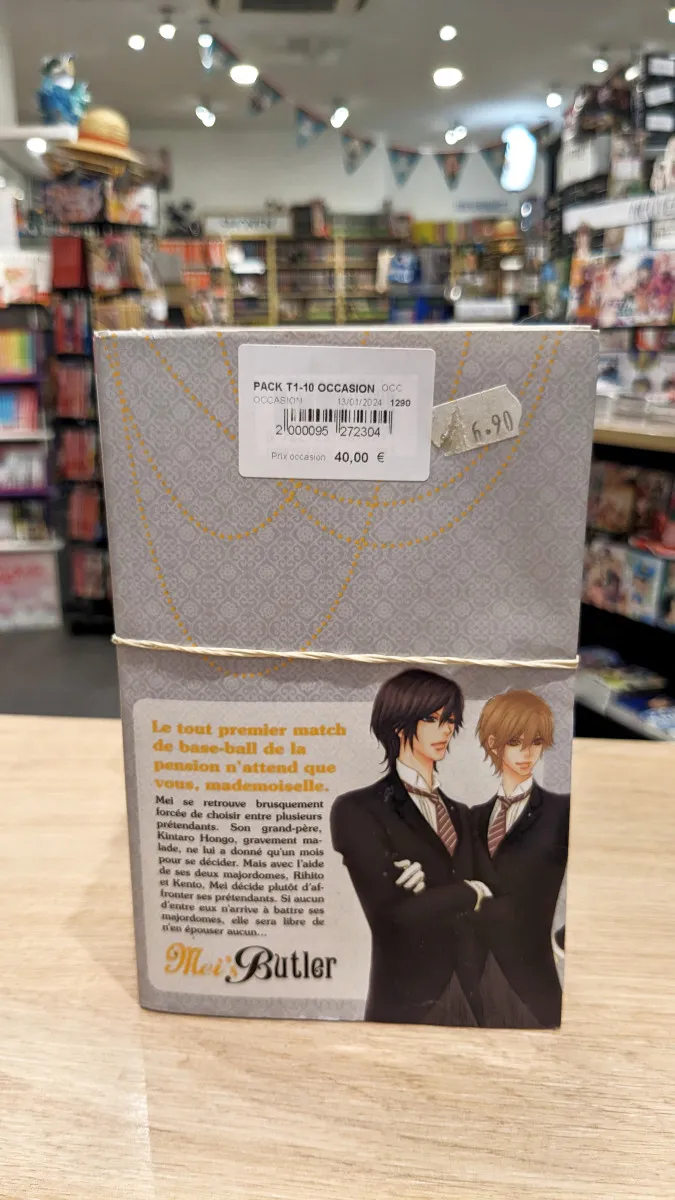 PACK T1-10 OCCASION OCC
OCCASION 13/01/2024 1290
2 000095 272304
Prix occasion 40,00 €
6.90
Le tout premier match
de base-ball de la
pension n'attend que
vous, mademoiselle.
Mei se retrouve brusquement
forcée de choisir entre plusieurs
prétendants. Son grand-père,
Kintaro Hongo, gravement ma-
lade, ne lui a donné qu'un mois
pour se décider. Mais avec l'aide
de ses deux majordomes, Rihito
et Kento, Mei décide plutôt d'af-
fronter ses prétendants. Si aucun
d'entre eux n'arrive à battre ses
majordomes, elle sera libre de
n'en épouser aucun...
Mei's Butler